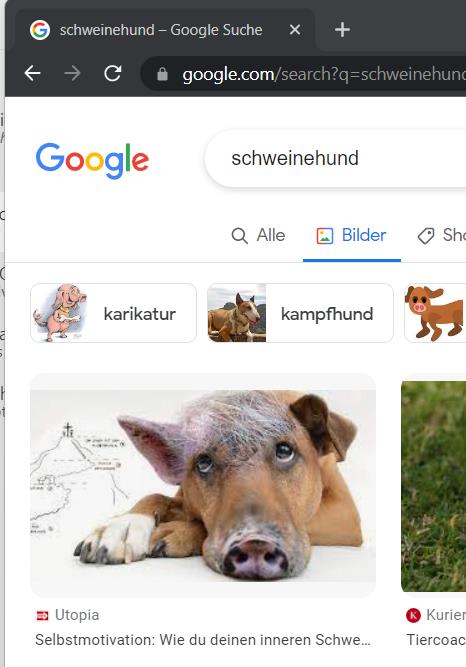 schweinehund – Google Suche
google.com/search?q=schweinehund
Google
schweinehund
Alle
Bilder
karikatur
kampfhund
Utopia
Selbstmotivation: Wie du deinen inneren Schwe...
Kurier
Tiercoac